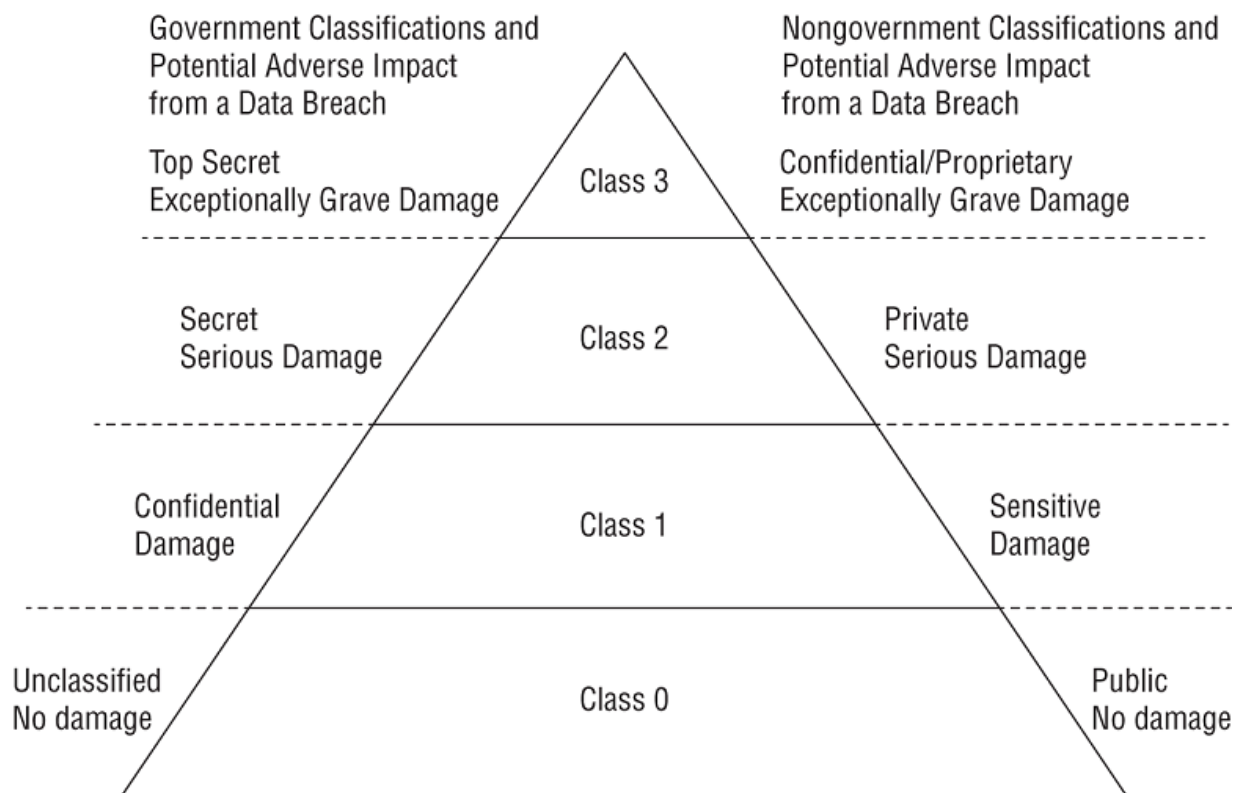 Government Classifications and
Potential Adverse Impact
from a Data Breach
Nongovernment Classifications and
Potential Adverse Impact
from a Data Breach
Top Secret
Exceptionally Grave Damage
Class 3
Confidential/Proprietary
Exceptionally Grave Damage
Secret
Serious Damage
Class 2
Private
Serious Damage
Confidential
Damage
Class 1
Sensitive
Damage
Unclassified
No damage
Class 0
Public
No damage